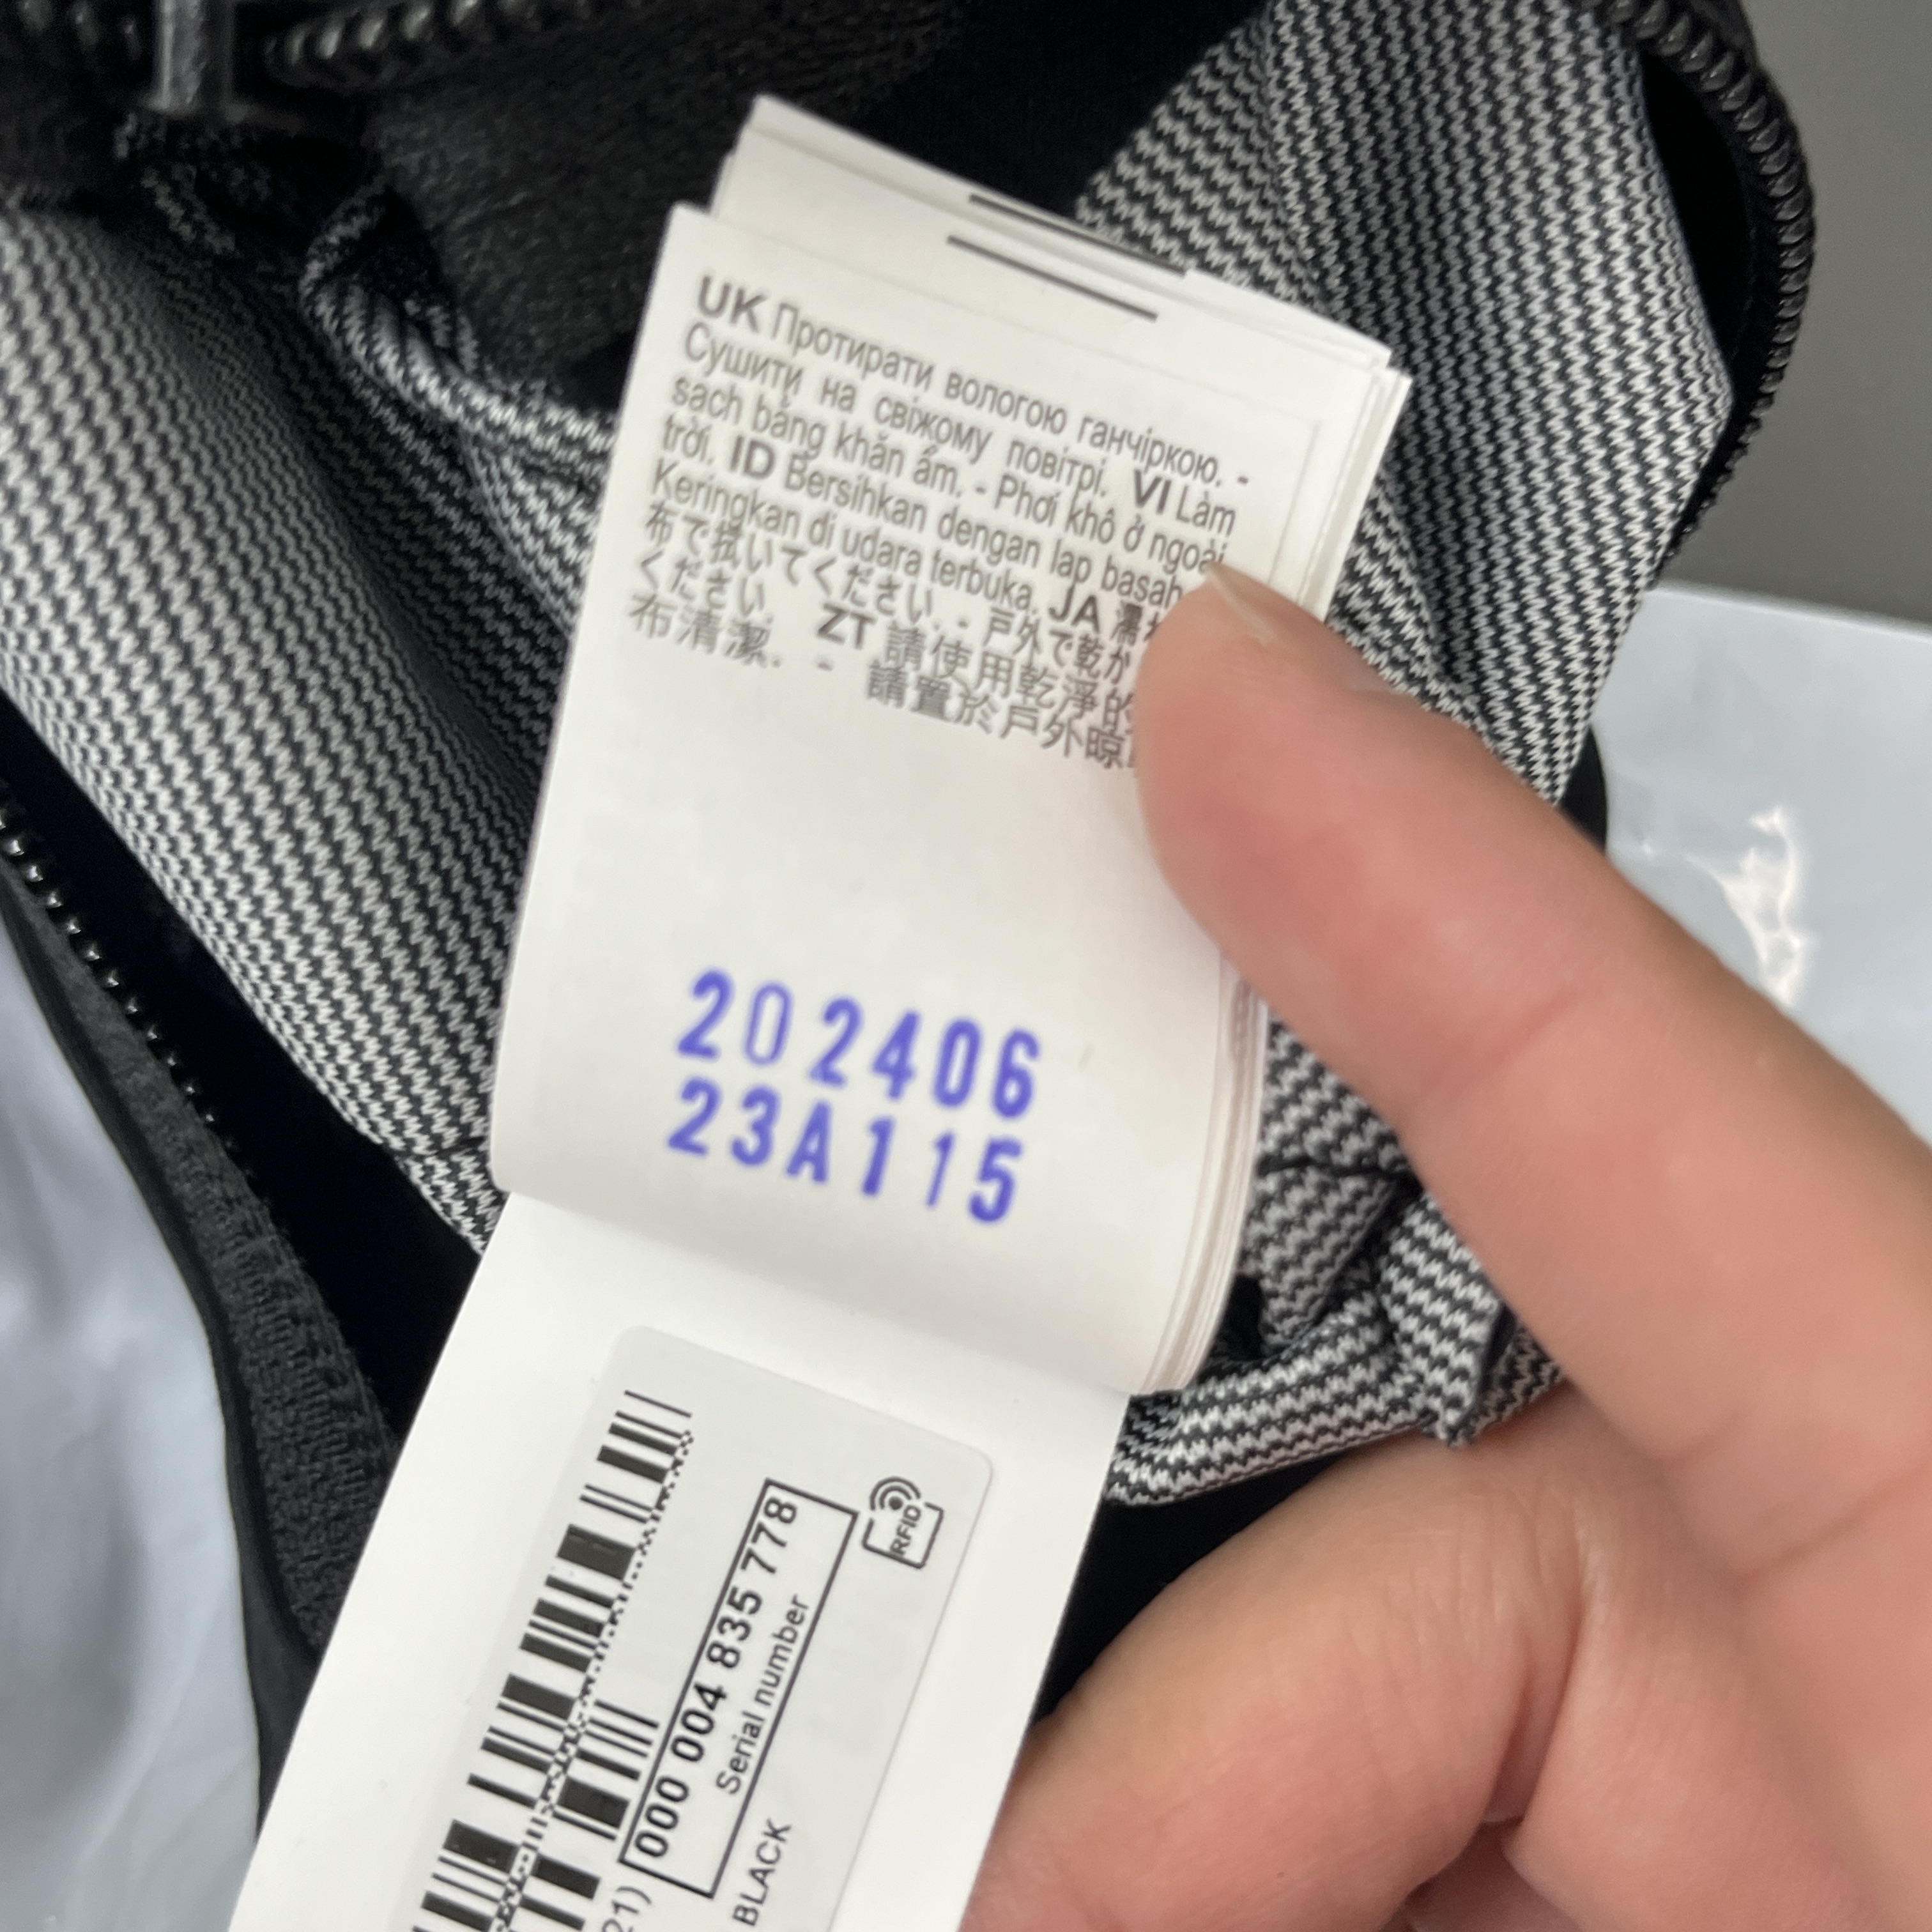 UK Протирати вологою ганчіркою. -
Сушити на свіжому повітрі. VI Làm
sạch bằng khăn ẩm. - Phơi khô ở ngoài
trời. ID Bersihkan dengan lap basah
Keringkan di udara terbuka. JA 濡れ
布で拭いてください. - 戸外で乾か
ください. ZT 請使用乾淨的
布清潔. - 請置於戶外晾
202406
23A115
RFID
000 004 835 778
Serial number
21)
BLACK